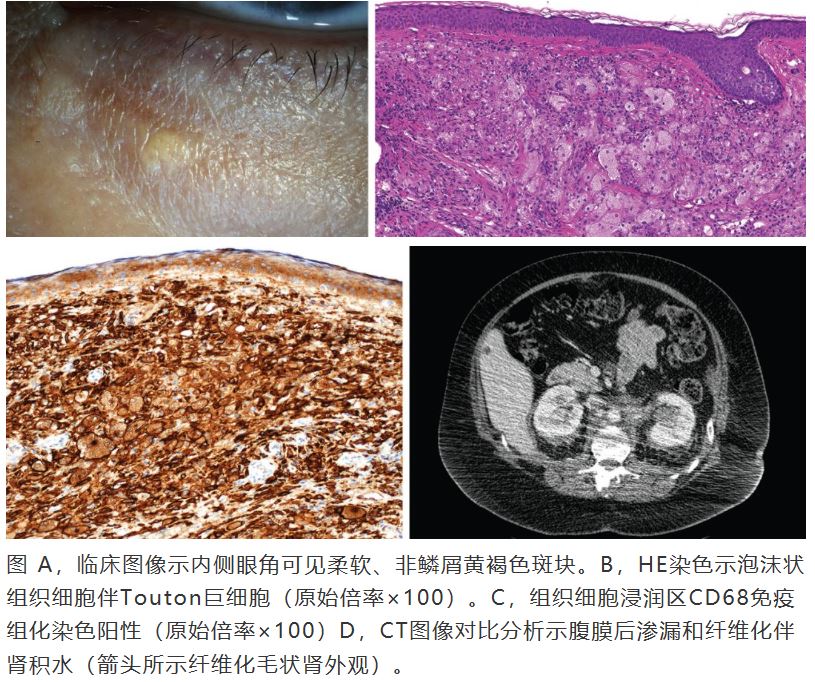 图 A，临床图像示内侧眼角可见柔软、非鳞屑黄褐色斑块。B，HE染色示泡沫状
组织细胞伴Touton巨细胞（原始倍率×100）。C，组织细胞浸润区CD68免疫
组化染色阳性（原始倍率×100）D，CT图像对比分析示腹膜后渗漏和纤维化伴
肾积水（箭头所示纤维化毛状肾外观）。